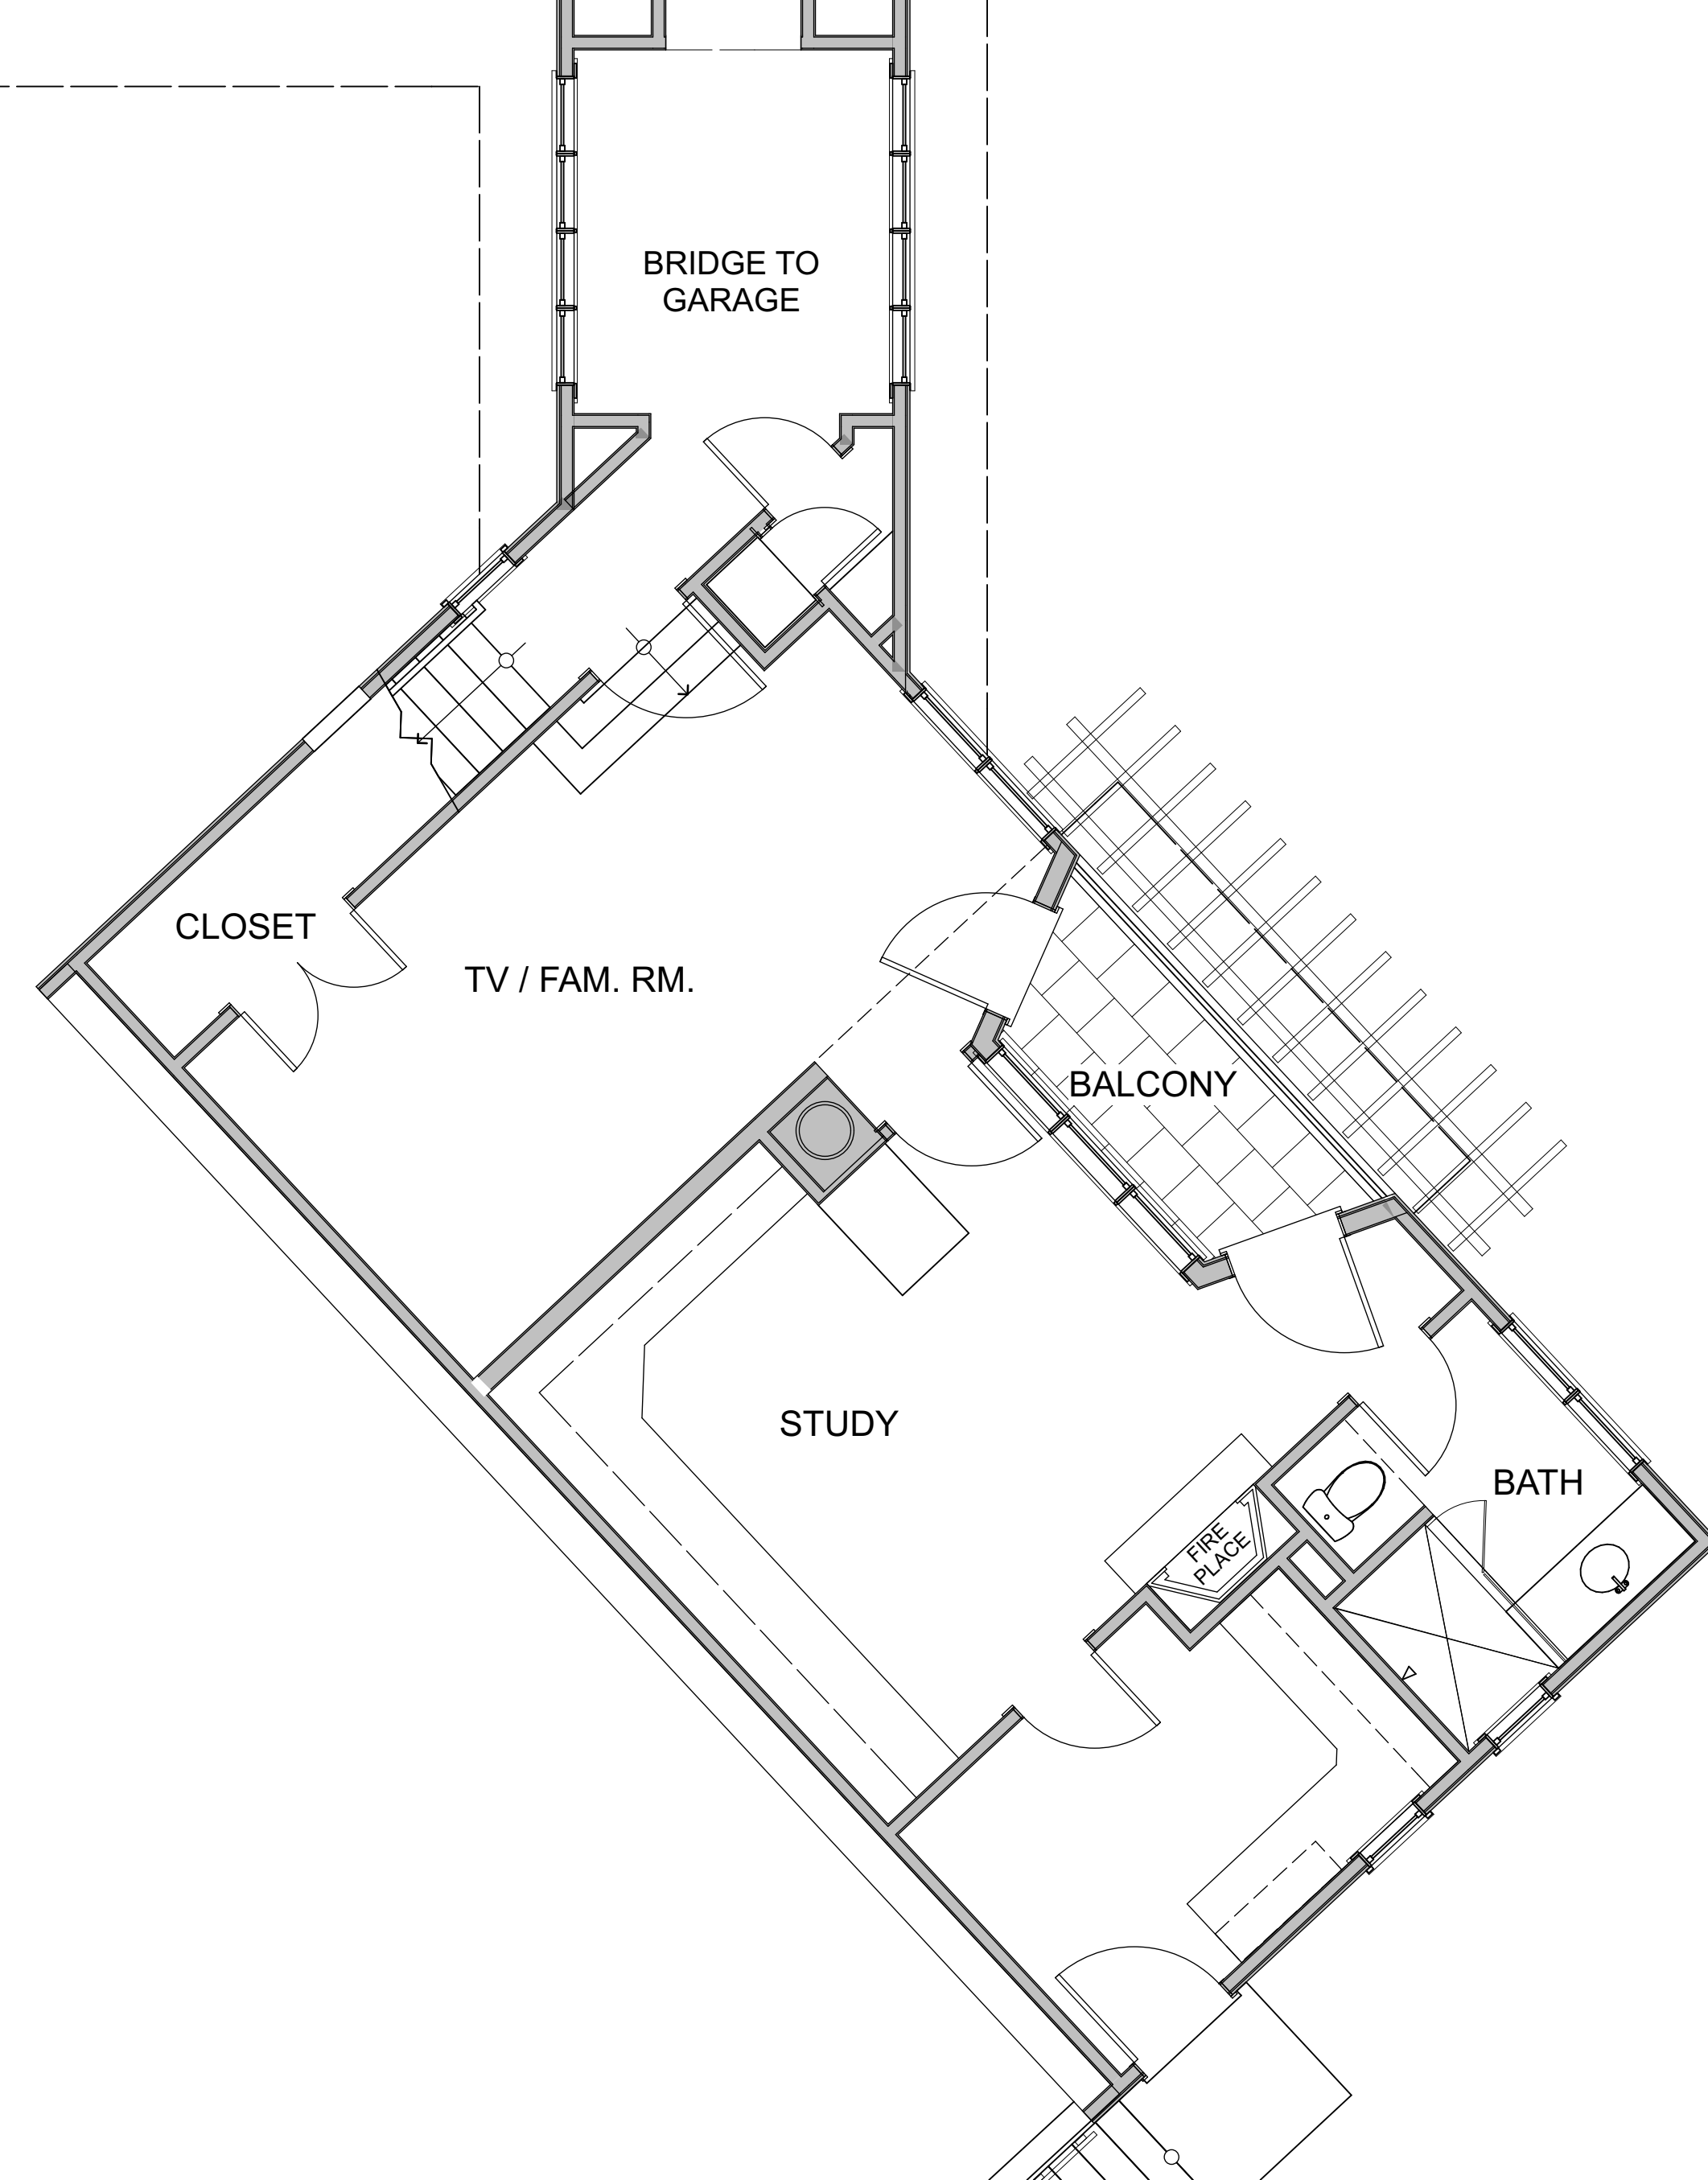 BRIDGE TO
GARAGE
CLOSET
TV / FAM. RM.
BALCONY
STUDY
BATH
FIRE
PLACE